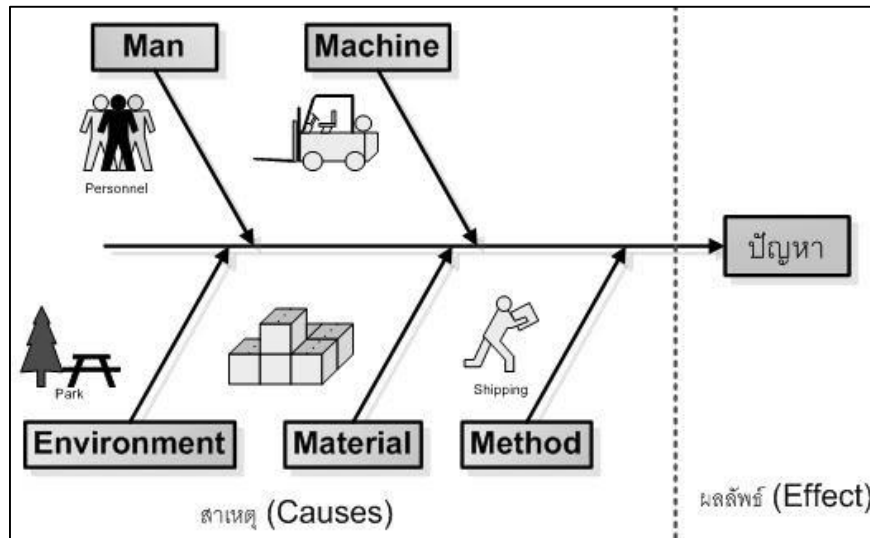 Man
Machine
Personnel
ปัญหา
Park
Shipping
Environment
Material
Method
สาเหตุ (Causes)
ผลลัพธ์ (Effect)